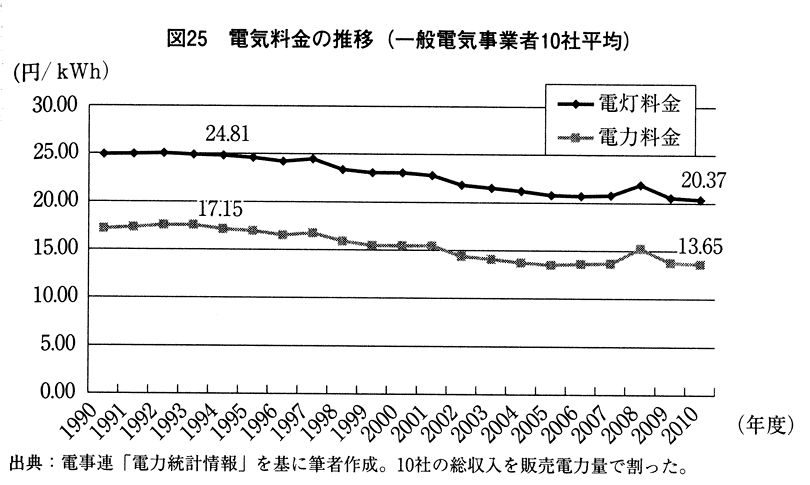 図25 電気料金の推移（一般電気事業者10社平均）
(円/ kWh)
30.00
25.00
20.00
15.00
10.00
5.00
0.00
電灯料金
電力料金
24.81
20.37
17.15
13.65
1990 1991 1992 1993 1994 1995 1996 1997 1998 1999 2000 2001 2002 2003 2004 2005 2006 2007 2008 2009 2010
(年度)
出典：電事連「電力統計情報」を基に筆者作成。10社の総収入を販売電力量で割った。